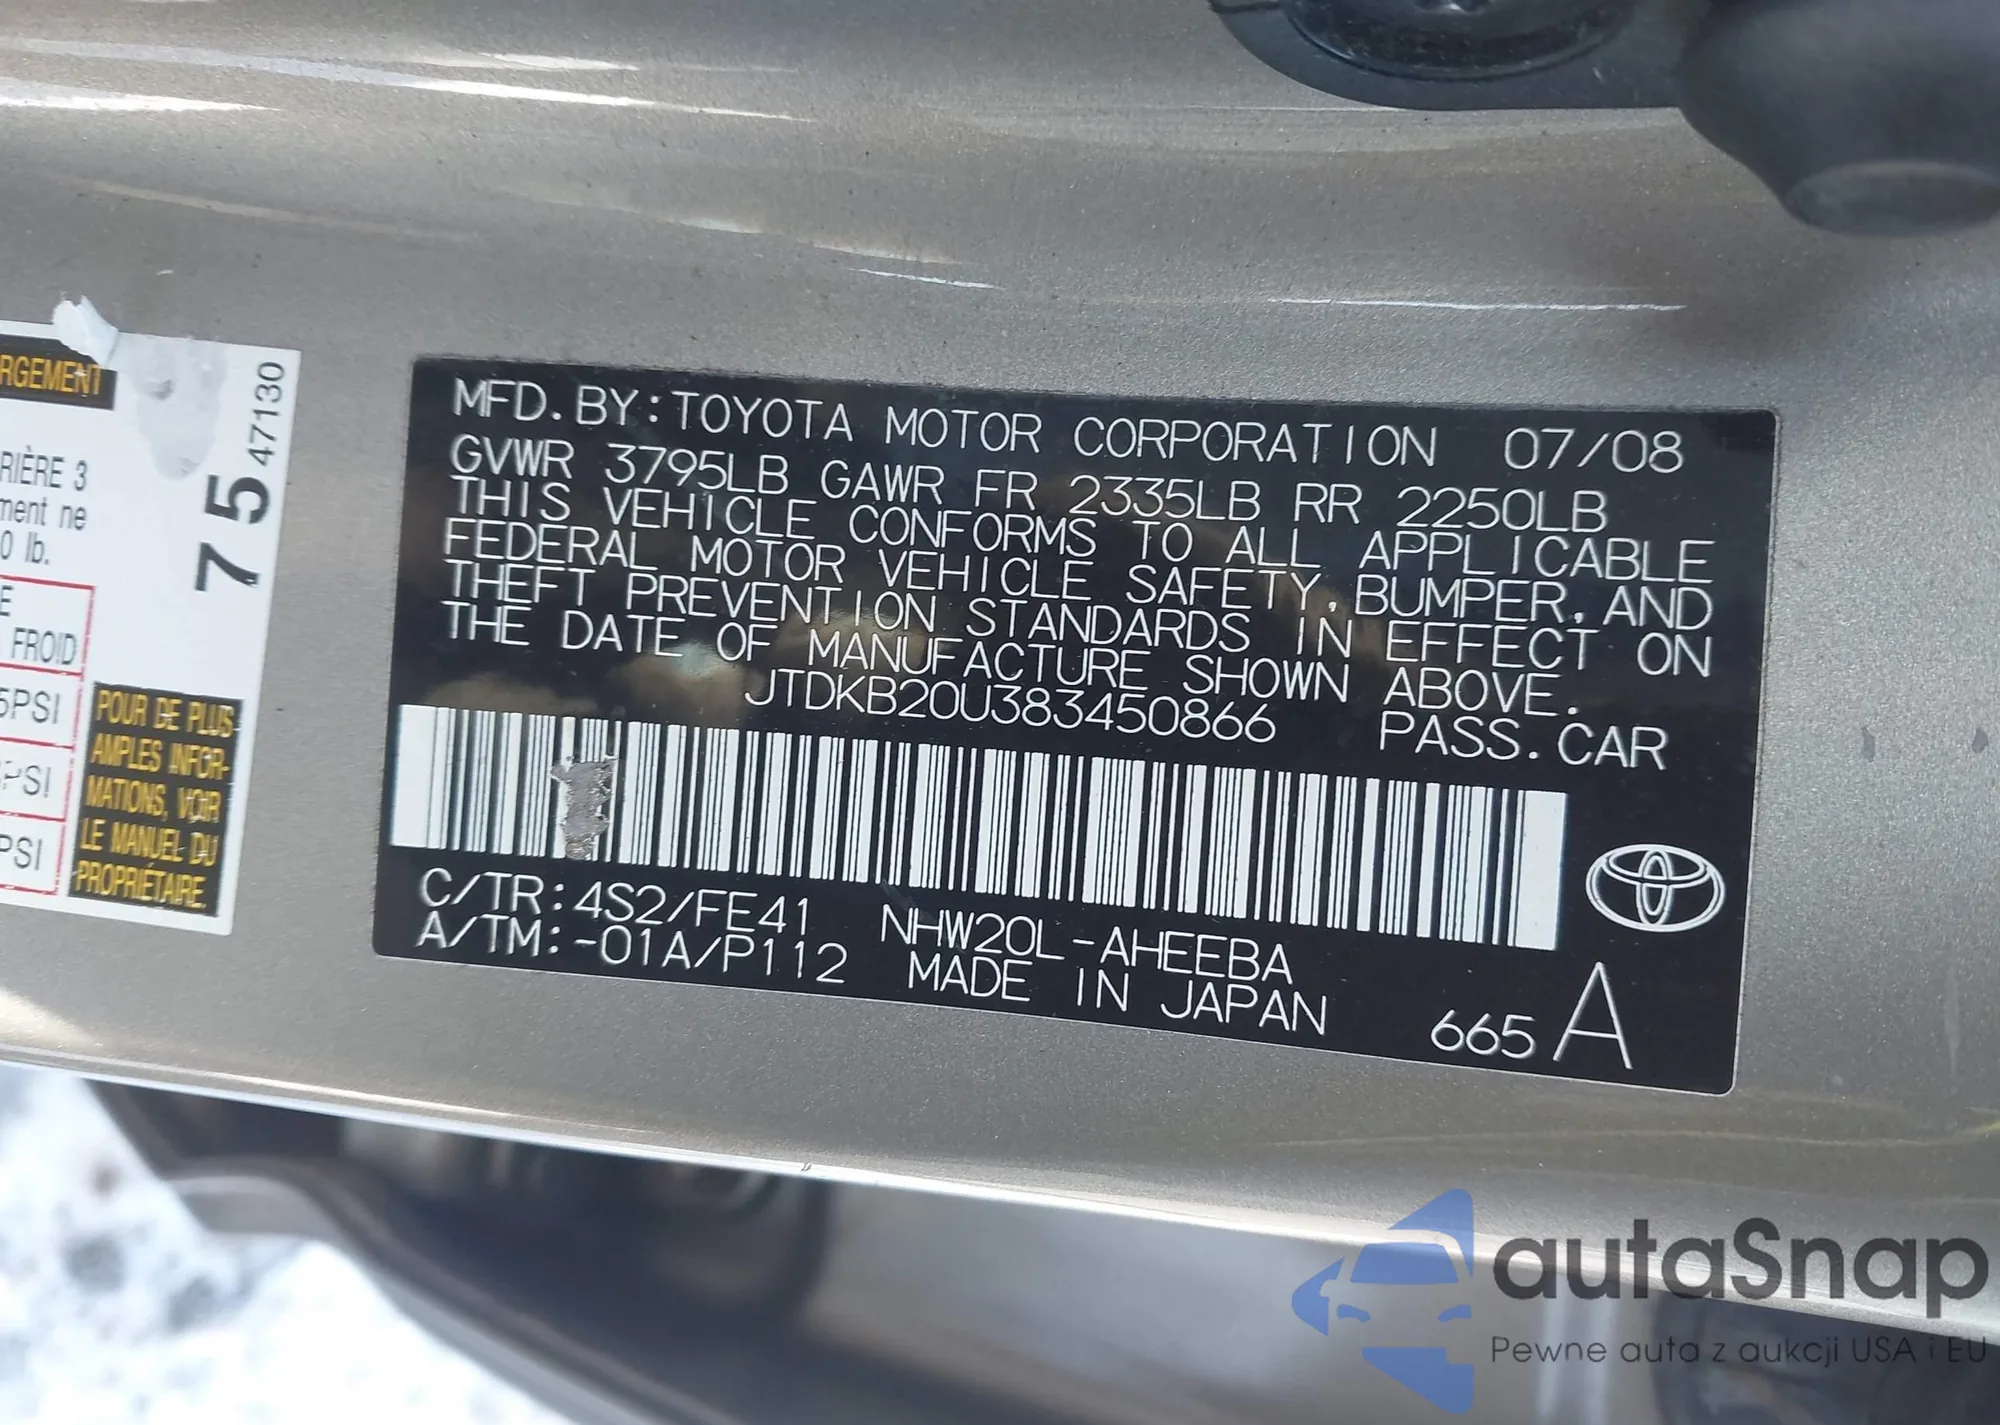 MFD. BY: TOYOTA MOTOR CORPORATION 07/08
GVWR 3795LB GAWR FR 2335LB RR 2250LB
THIS VEHICLE CONFORMS TO ALL APPLICABLE
FEDERAL MOTOR VEHICLE SAFETY, BUMPER, AND
THEFT PREVENTION STANDARDS IN EFFECT ON
THE DATE OF MANUFACTURE SHOWN ABOVE.
JTDKB20U383450866 PASS. CAR
C/TR: 4S2/FE41 NHW20L-AHEEBA
A/TM: -01A/P112 MADE IN JAPAN
665 A
RGEMENT
RIÈRE 3
ment ne
0 lb.
E
FROID
5PSI
PSI
PSI
75
47130
POUR DE PLUS
AMPLES INFOR-
MATIONS, VOIR
LE MANUEL DU
PROPRIÉTAIRE.
autaSnap
Pewne auta z aukcji USA i EU